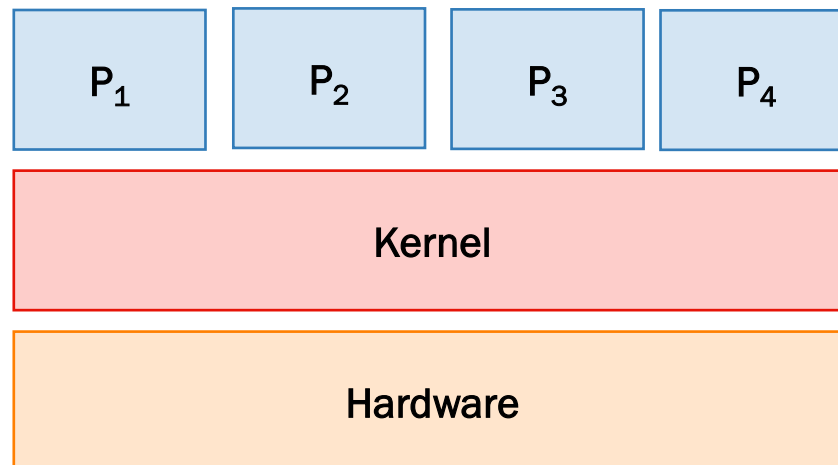 P₁ P₂ P₃ P₄
Kernel
Hardware